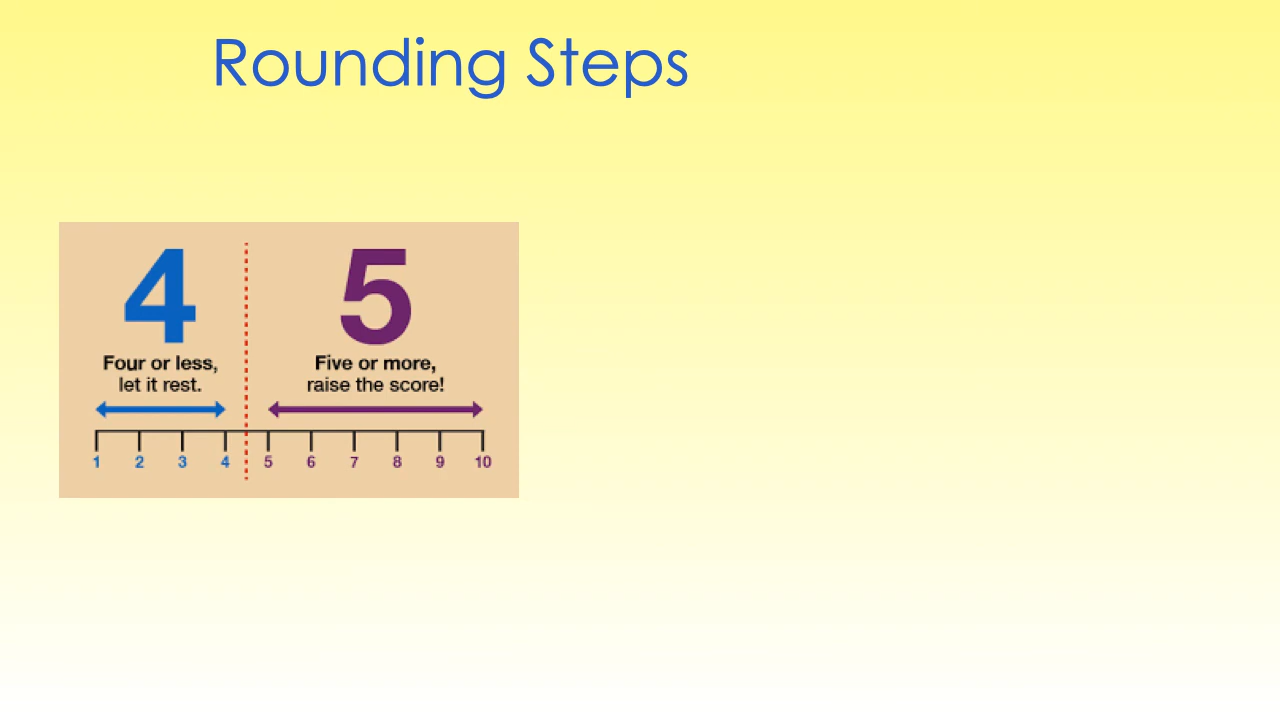 Rounding Steps
4 5
Four or less, Five or more,
let it rest. raise the score!
1 2 3 4 5 6 7 8 9 10